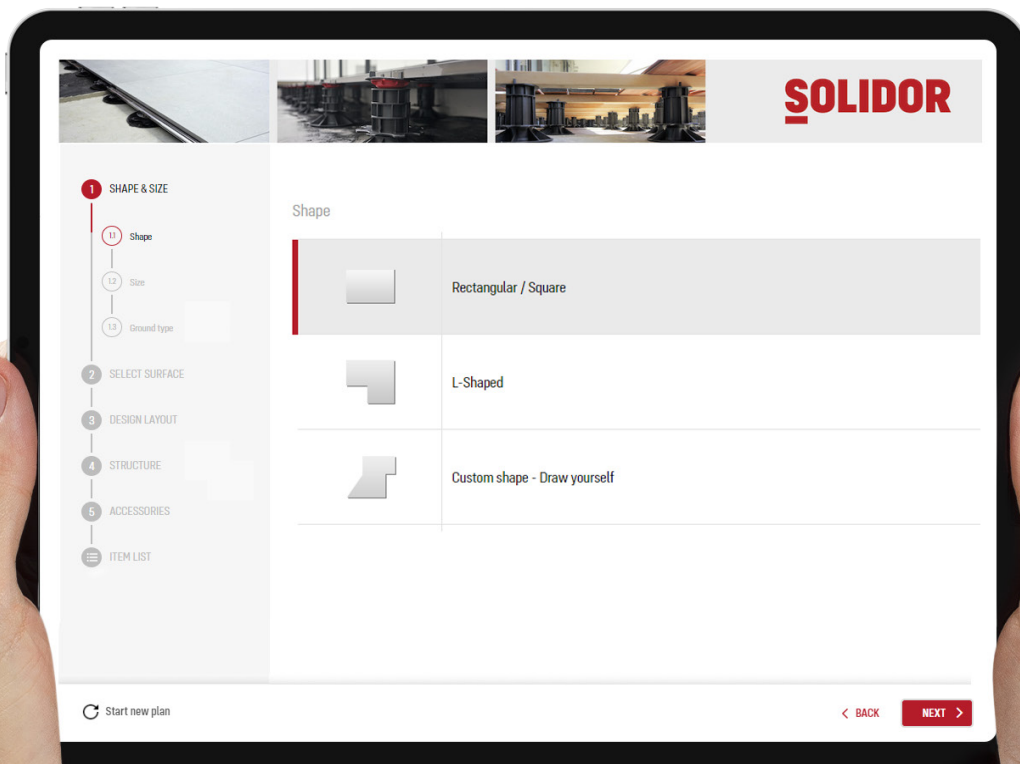 SOLIDOR
1 SHAPE & SIZE
1.1 Shape
1.2 Size
1.3 Ground type
2 SELECT SURFACE
3 DESIGN LAYOUT
4 STRUCTURE
5 ACCESSORIES
ITEM LIST
Shape
Rectangular / Square
L-Shaped
Custom shape - Draw yourself
Start new plan
BACK
NEXT